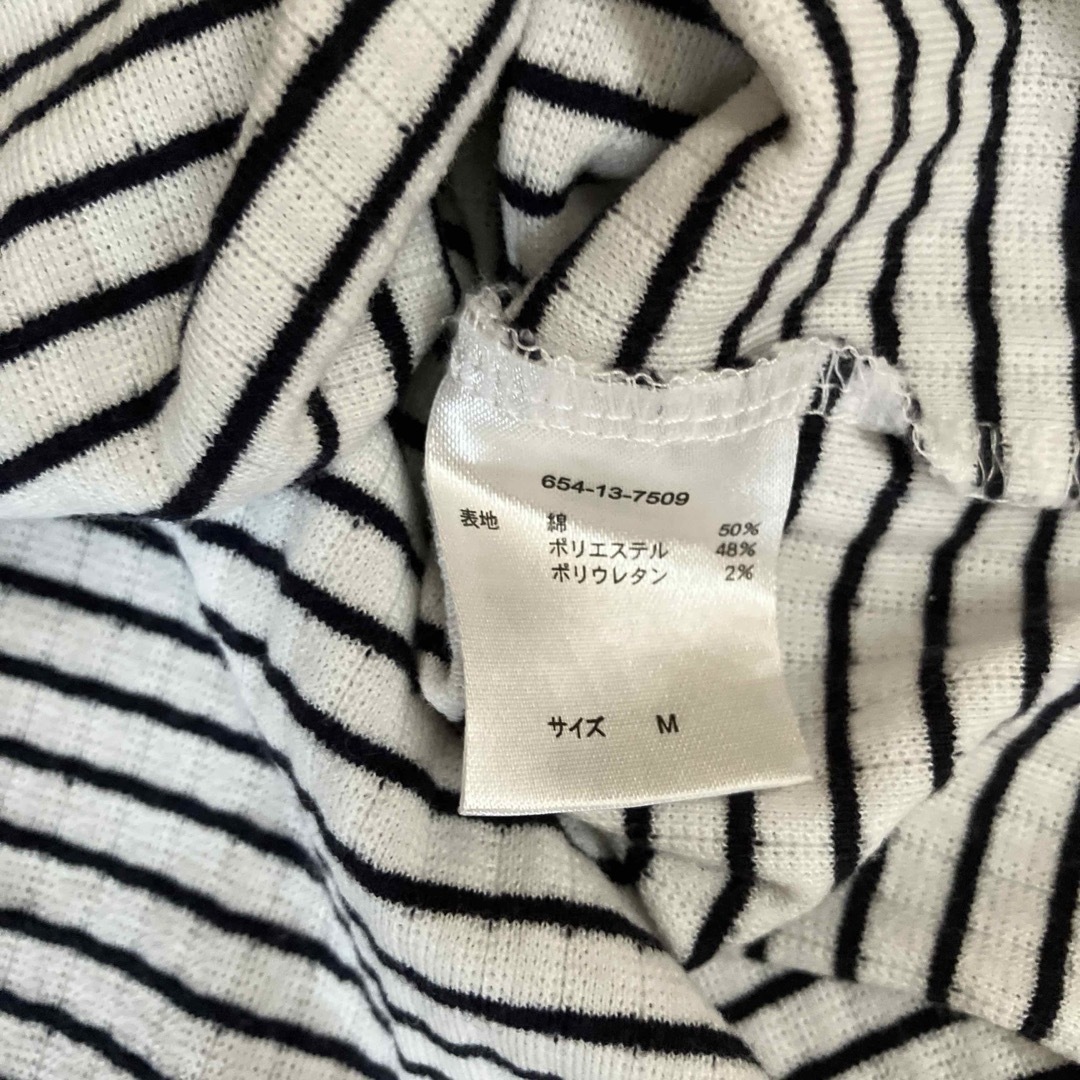 654-13-7509
表地 綿 50%
ポリエステル 48%
ポリウレタン 2%
サイズ M